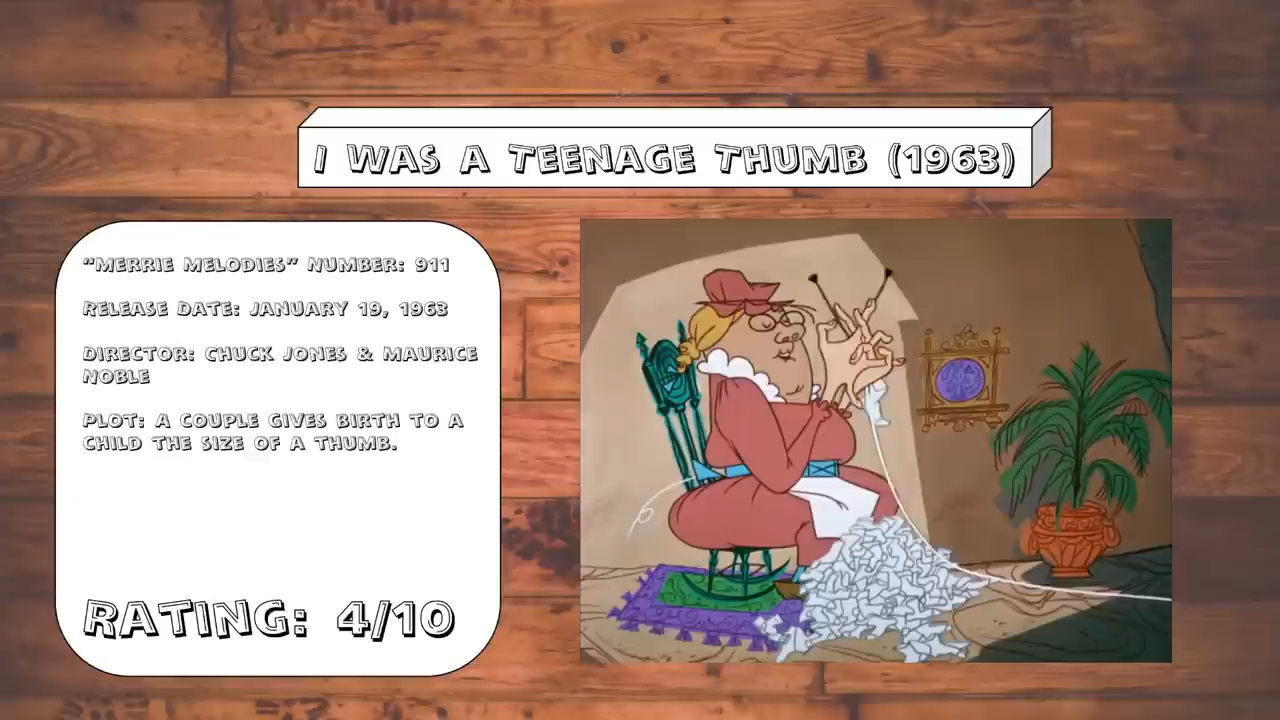 I WAS A TEENAGE THUMB (1963)
"MERRIE MELODIES" NUMBER: 911
RELEASE DATE: JANUARY 19, 1963
DIRECTOR: CHUCK JONES & MAURICE
NOBLE
PLOT: A COUPLE GIVES BIRTH TO A
CHILD THE SIZE OF A THUMB.
RATING: 4/10